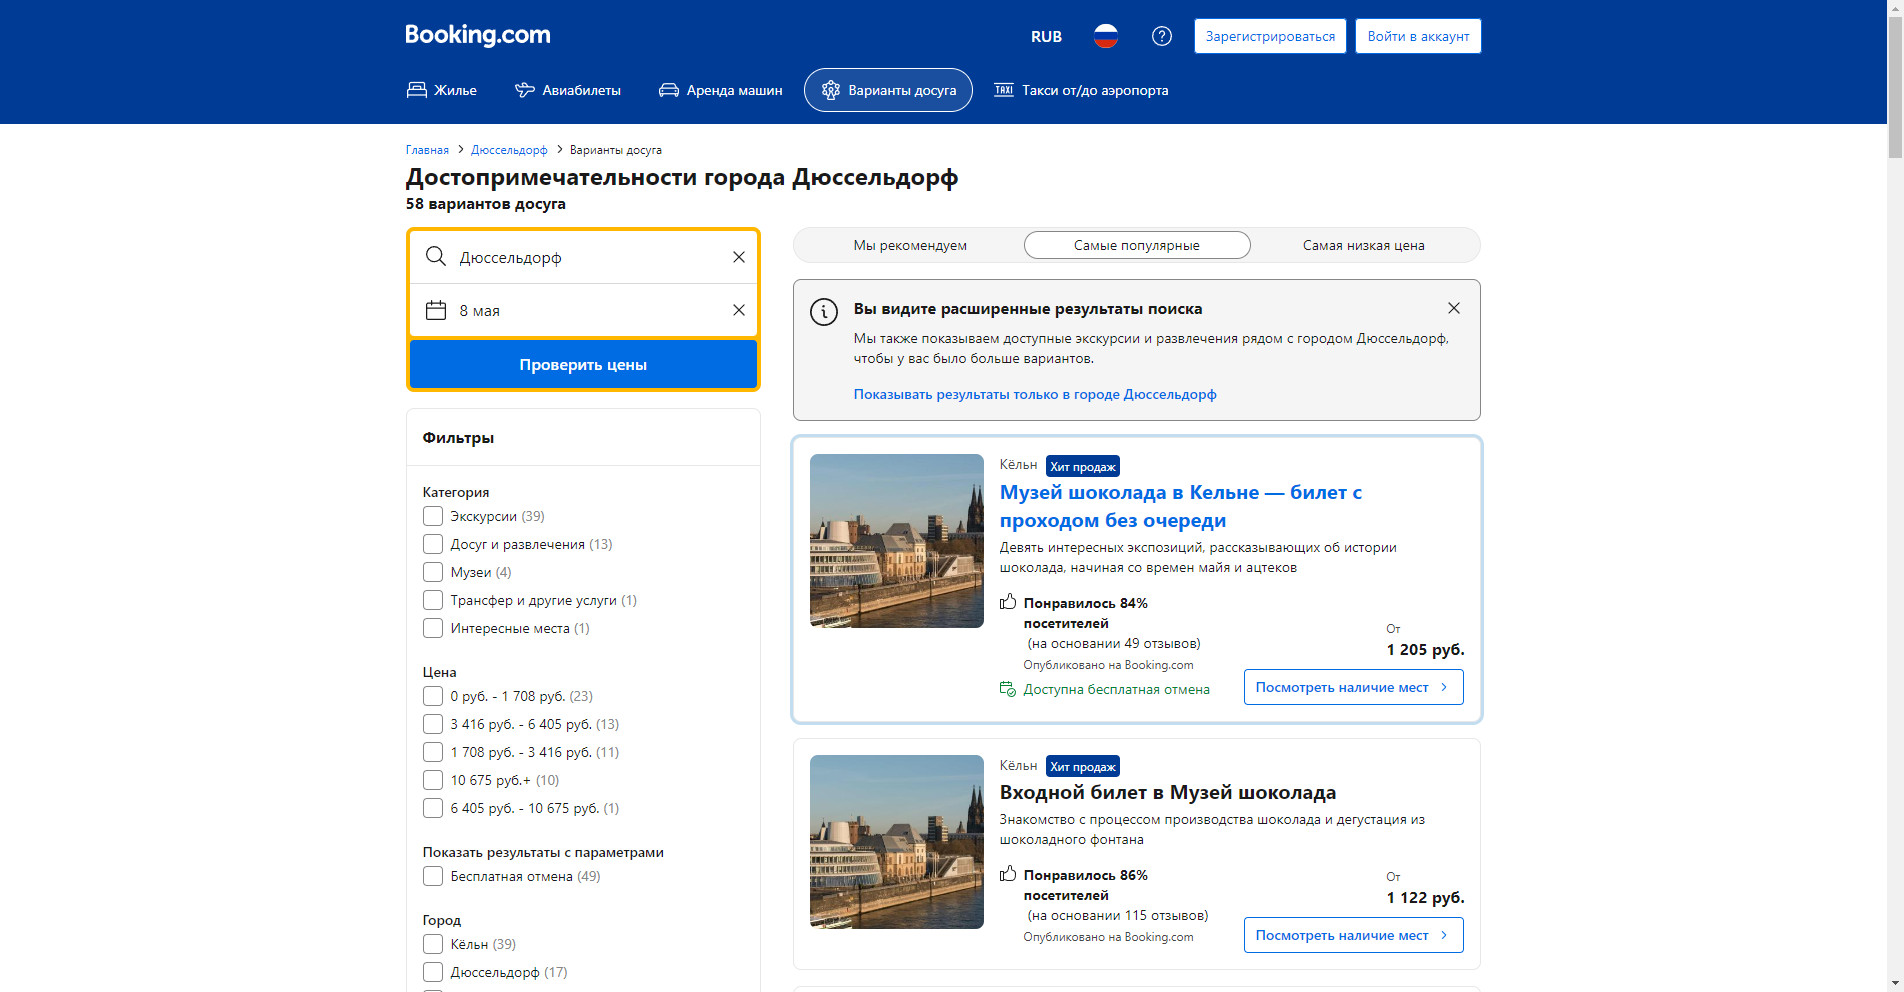 Booking.com
RUB
Зарегистрироваться
Войти в аккаунт
Жилье
Авиабилеты
Аренда машин
Варианты досуга
TAXI
Такси от/до аэропорта
Главная
Дюссельдорф
Варианты досуга
Достопримечательности города Дюссельдорф
58 вариантов досуга
Дюссельдорф
8 мая
Проверить цены
Фильтры
Категория
Экскурсии (39)
Досуг и развлечения (13)
Музеи (4)
Трансфер и другие услуги (1)
Интересные места (1)
Цена
0 руб. - 1 708 руб. (23)
3 416 руб. - 6 405 руб. (13)
1 708 руб. - 3 416 руб. (11)
10 675 руб.+ (10)
6 405 руб. - 10 675 руб. (1)
Показать результаты с параметрами
Бесплатная отмена (49)
Город
Кёльн (39)
Дюссельдорф (17)
Мы рекомендуем
Самые популярные
Самая низкая цена
Вы видите расширенные результаты поиска
Мы также показываем доступные экскурсии и развлечения рядом с городом Дюссельдорф,
чтобы у вас было больше вариантов.
Показывать результаты только в городе Дюссельдорф
Кёльн
Хит продаж
Музей шоколада в Кельне — билет с
проходом без очереди
Девять интересных экспозиций, рассказывающих об истории
шоколада, начиная со времен майя и ацтеков
Понравилось 84%
посетителей
(на основании 49 отзывов)
Опубликовано на Booking.com
Доступна бесплатная отмена
От
1 205 руб.
Посмотреть наличие мест
Кёльн
Хит продаж
Входной билет в Музей шоколада
Знакомство с процессом производства шоколада и дегустация из
шоколадного фонтана
Понравилось 86%
посетителей
(на основании 115 отзывов)
Опубликовано на Booking.com
От
1 122 руб.
Посмотреть наличие мест